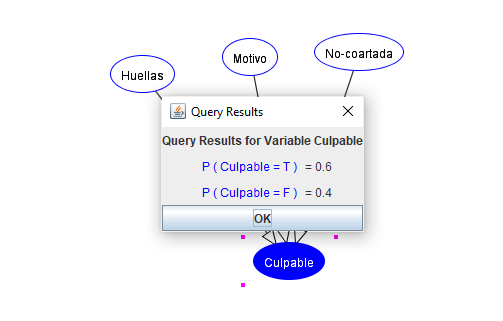 No-coartada
Motivo
Huellas
Query Results
Query Results for Variable Culpable
P ( Culpable = T ) = 0.6
P ( Culpable = F ) = 0.4
OK
Culpable